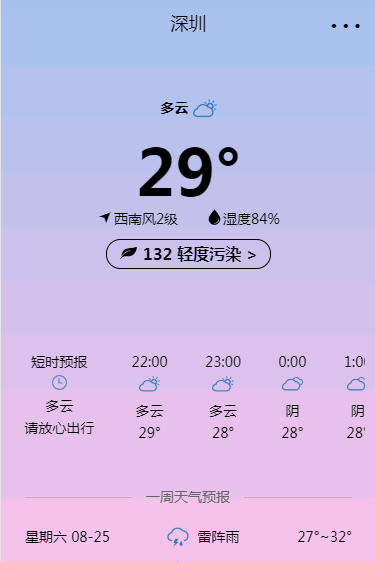 深圳
多云
29°
西南风2级 湿度84%
132 轻度污染 >
短时预报 22:00 23:00 0:00 1:00
多云 多云 多云 阴 阴
请放心出行 29° 28° 28° 28°
一周天气预报
星期六 08-25 雷阵雨 27°~32°